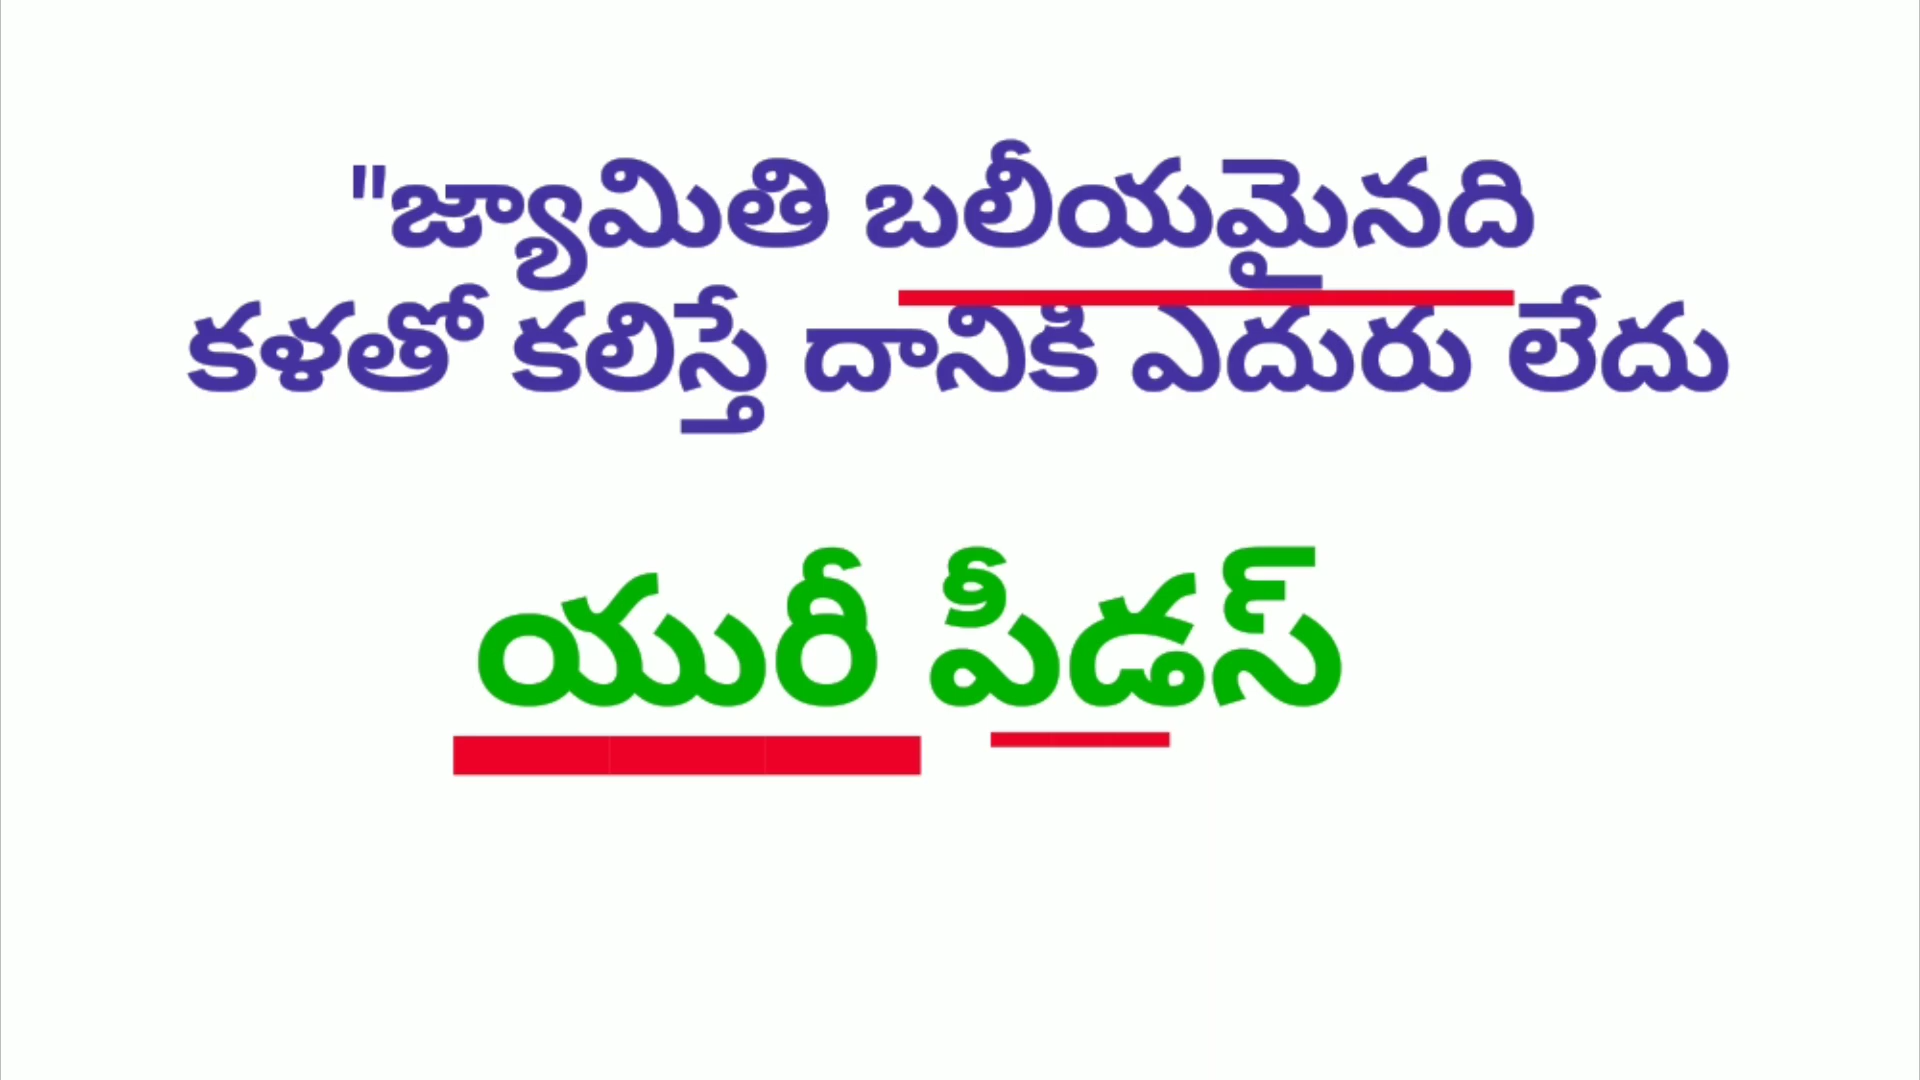 "జ్యామితి బలీయమైనది
కళతో కలిస్తే దానికి ఎదురు లేదు
యురీ పీడస్